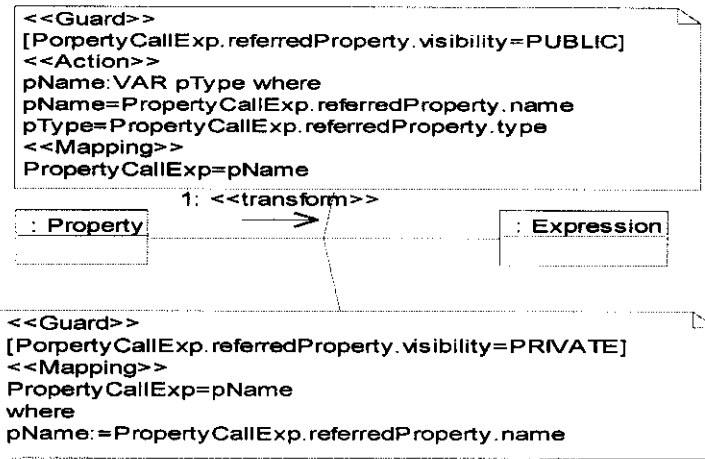 <<Guard>>
[PorpertyCallExp.referredProperty.visibility=PUBLIC]
<<Action>>
pName:VAR pType where
pName=PropertyCallExp.referredProperty.name
pType=PropertyCallExp.referredProperty.type
<<Mapping>>
PropertyCallExp=pName
1: <<transform>>
: Property
: Expression
<<Guard>>
[PorpertyCallExp.referredProperty.visibility=PRIVATE]
<<Mapping>>
PropertyCallExp=pName
where
pName:=PropertyCallExp.referredProperty.name